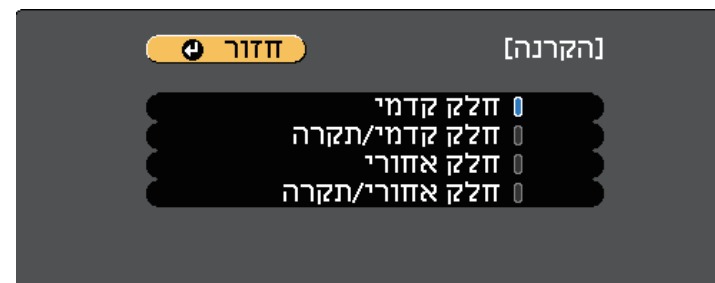 [הקרנה] חזור
חלק קדמי
חלק קדמי/תקרה
חלק אחורי
חלק אחורי/תקרה